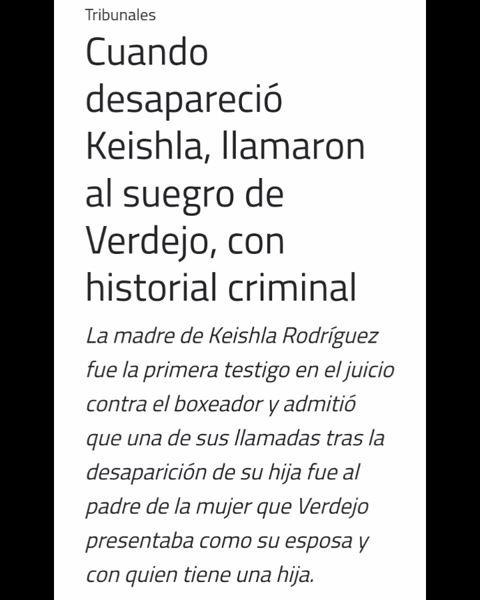 Tribunales
Cuando
desapareció
Keishla, llamaron
al suegro de
Verdejo, con
historial criminal
La madre de Keishla Rodríguez
fue la primera testigo en el juicio
contra el boxeador y admitió
que una de sus llamadas tras la
desaparición de su hija fue al
padre de la mujer que Verdejo
presentaba como su esposa y
con quien tiene una hija.